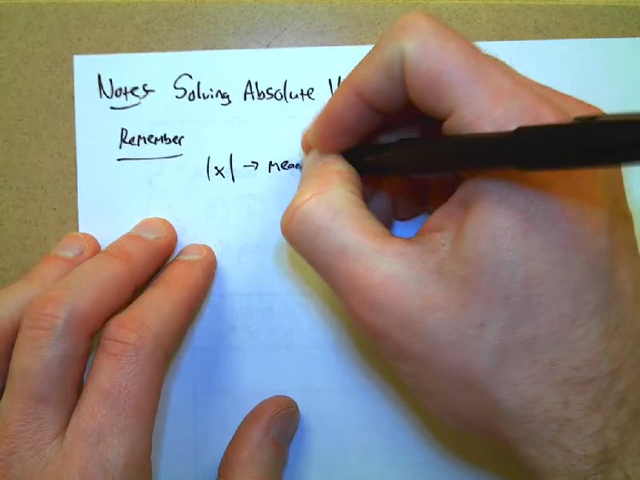 Notes Solving Absolute
Remember
|x| → mean